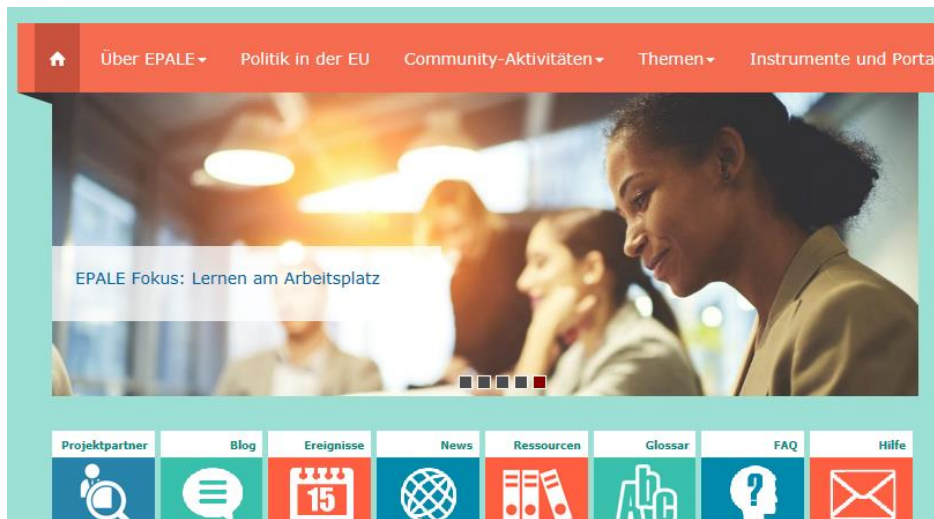 Über EPALE Politik in der EU Community-Aktivitäten Themen Instrumente und Porta
EPALE Fokus: Lernen am Arbeitsplatz
Projektpartner Blog Ereignisse News Ressourcen Glossar FAQ Hilfe
15 Abc ?